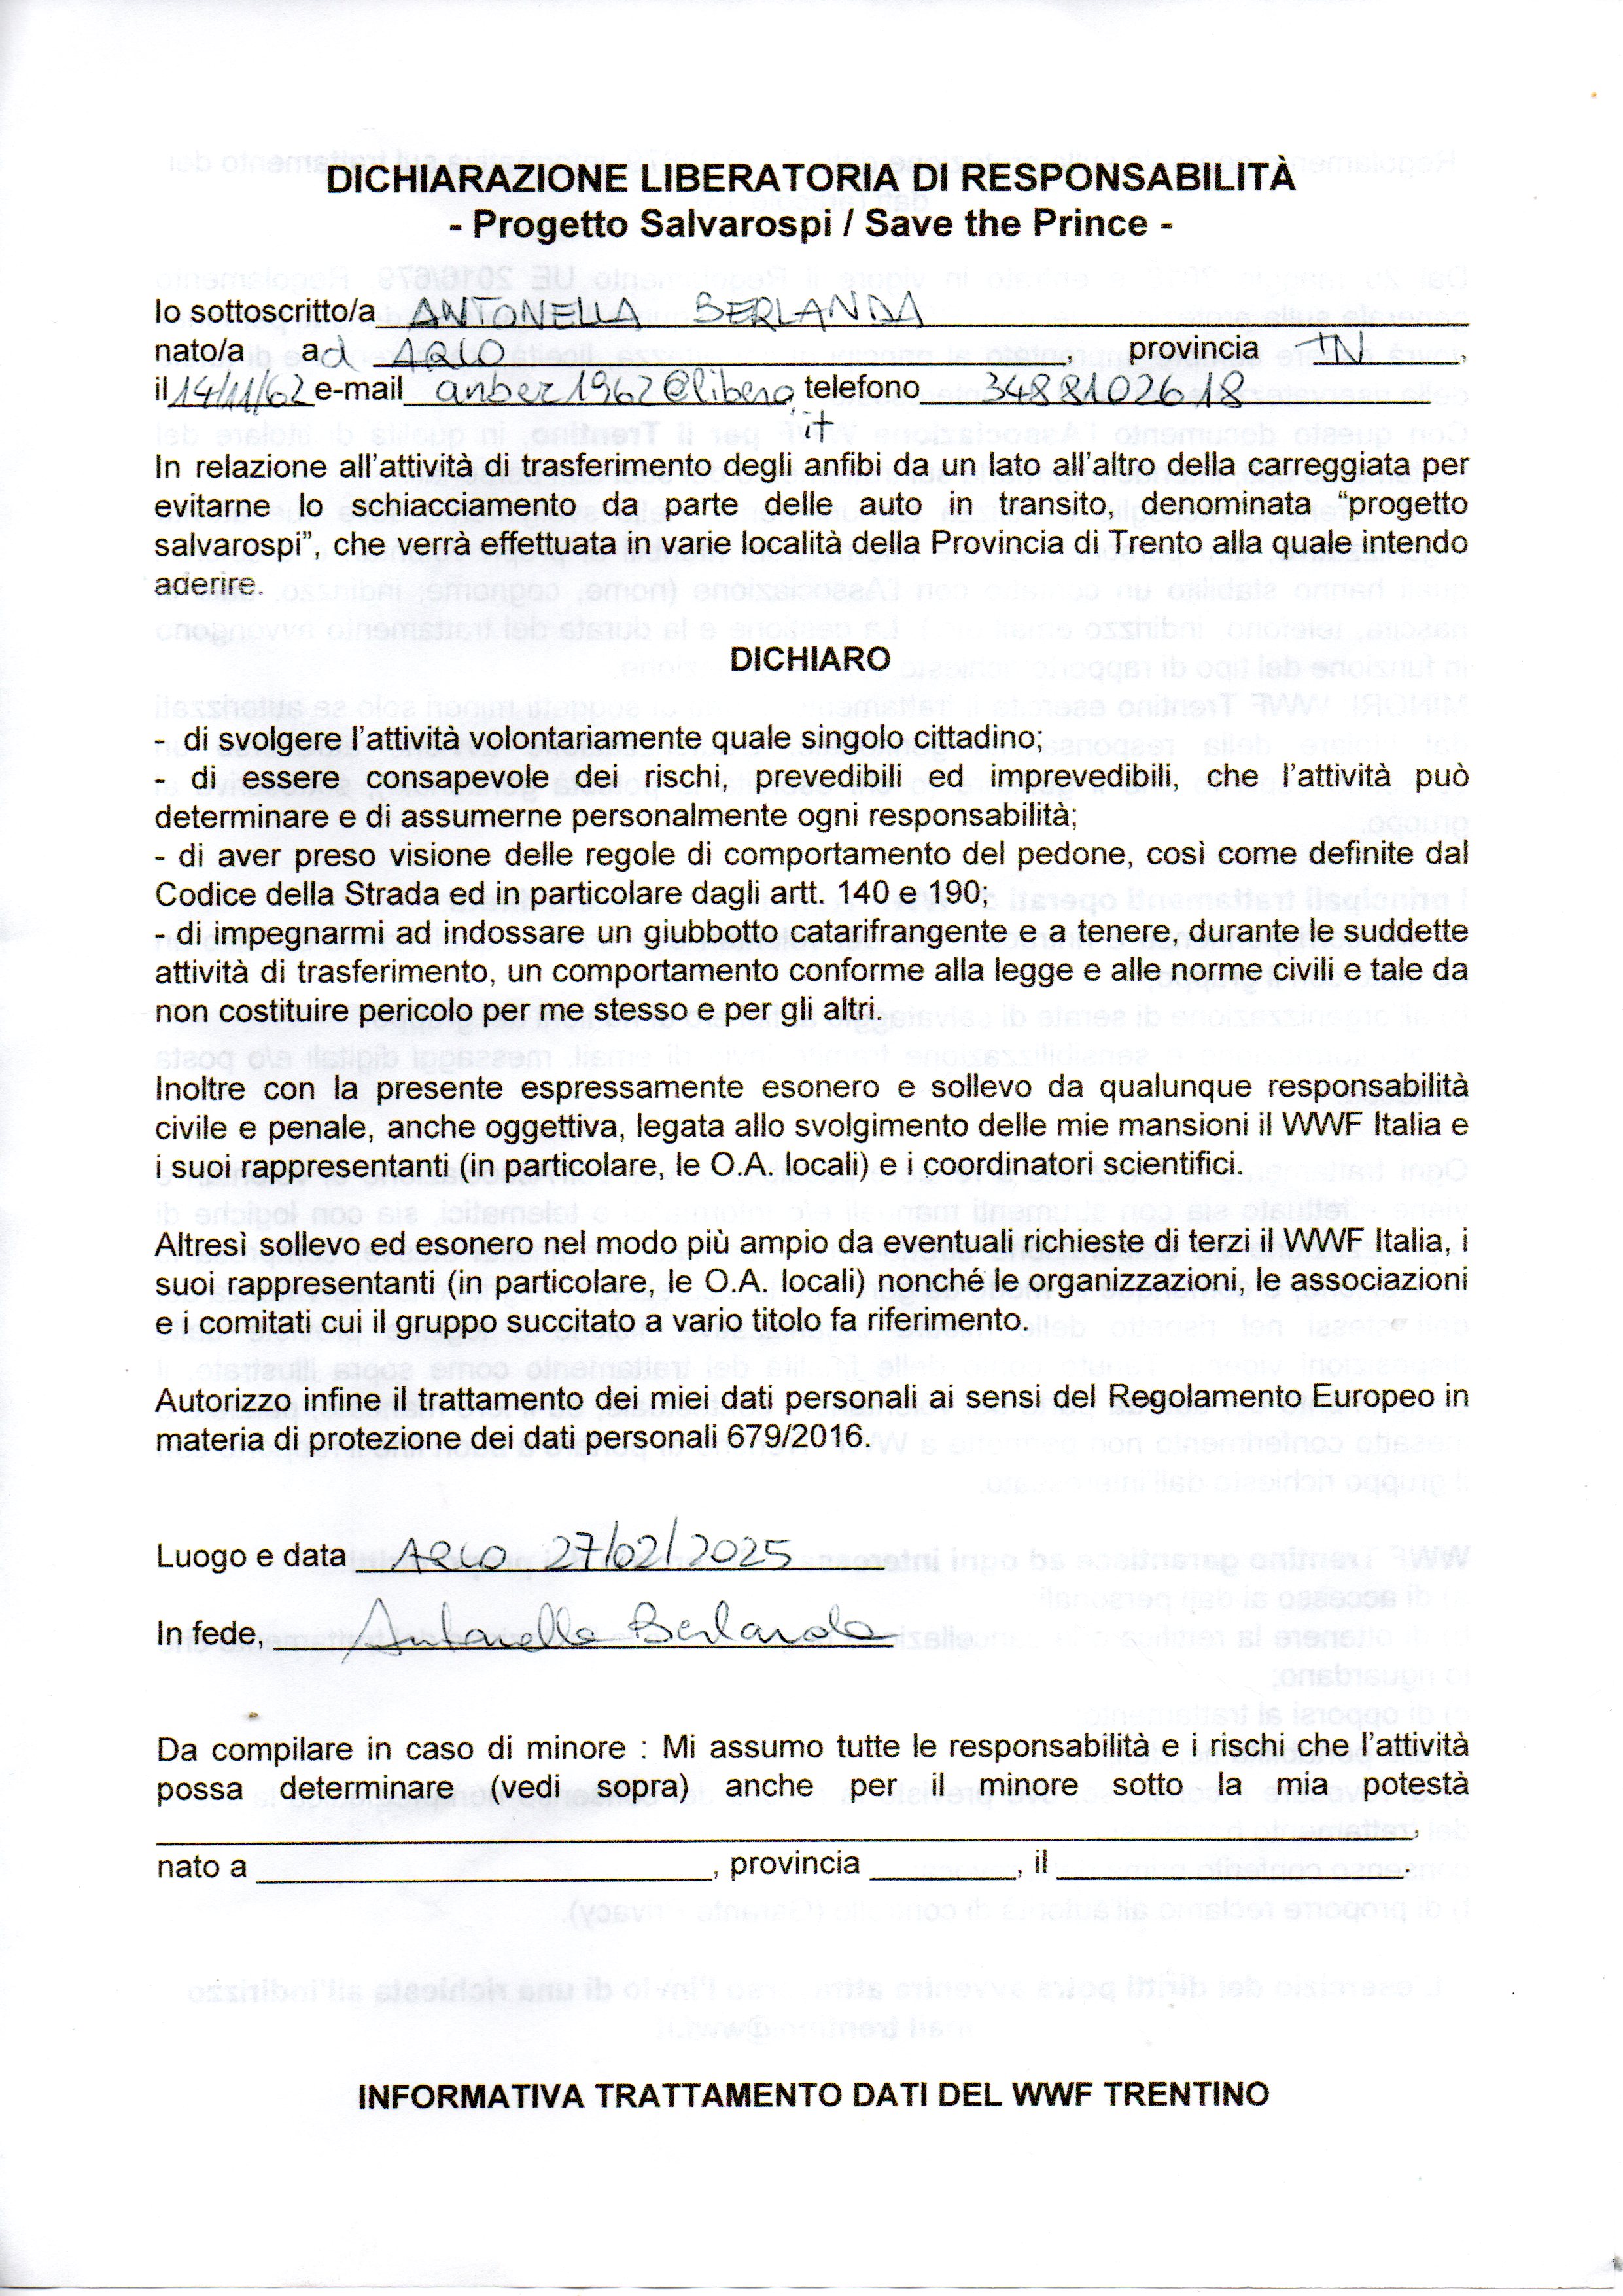 DICHIARAZIONE LIBERATORIA DI RESPONSABILITÀ
- Progetto Salvarospi / Save the Prince -
Io sottoscritto/a ANTONELLA BERLANDA
nato/a ad ARCO, provincia TN,
il 14/11/62 e-mail anber1962@libero, telefono 3488102618
it
In relazione all’attività di trasferimento degli anfibi da un lato all’altro della carreggiata per
evitarne lo schiacciamento da parte delle auto in transito, denominata “progetto
salvarospi”, che verrà effettuata in varie località della Provincia di Trento alla quale intendo
aderire.
DICHIARO
- di svolgere l’attività volontariamente quale singolo cittadino;
- di essere consapevole dei rischi, prevedibili ed imprevedibili, che l’attività può
determinare e di assumerne personalmente ogni responsabilità;
- di aver preso visione delle regole di comportamento del pedone, così come definite dal
Codice della Strada ed in particolare dagli artt. 140 e 190;
- di impegnarmi ad indossare un giubbotto catarifrangente e a tenere, durante le suddette
attività di trasferimento, un comportamento conforme alla legge e alle norme civili e tale da
non costituire pericolo per me stesso e per gli altri.
Inoltre con la presente espressamente esonero e sollevo da qualunque responsabilità
civile e penale, anche oggettiva, legata allo svolgimento delle mie mansioni il WWF Italia e
i suoi rappresentanti (in particolare, le O.A. locali) e i coordinatori scientifici.
Altresì sollevo ed esonero nel modo più ampio da eventuali richieste di terzi il WWF Italia, i
suoi rappresentanti (in particolare, le O.A. locali) nonché le organizzazioni, le associazioni
e i comitati cui il gruppo succitato a vario titolo fa riferimento.
Autorizzo infine il trattamento dei miei dati personali ai sensi del Regolamento Europeo in
materia di protezione dei dati personali 679/2016.
Luogo e data ARCO 27/02/2025
In fede, Antonella Berlanda
Da compilare in caso di minore : Mi assumo tutte le responsabilità e i rischi che l’attività
possa determinare (vedi sopra) anche per il minore sotto la mia potestà
,
nato a , provincia , il .
INFORMATIVA TRATTAMENTO DATI DEL WWF TRENTINO